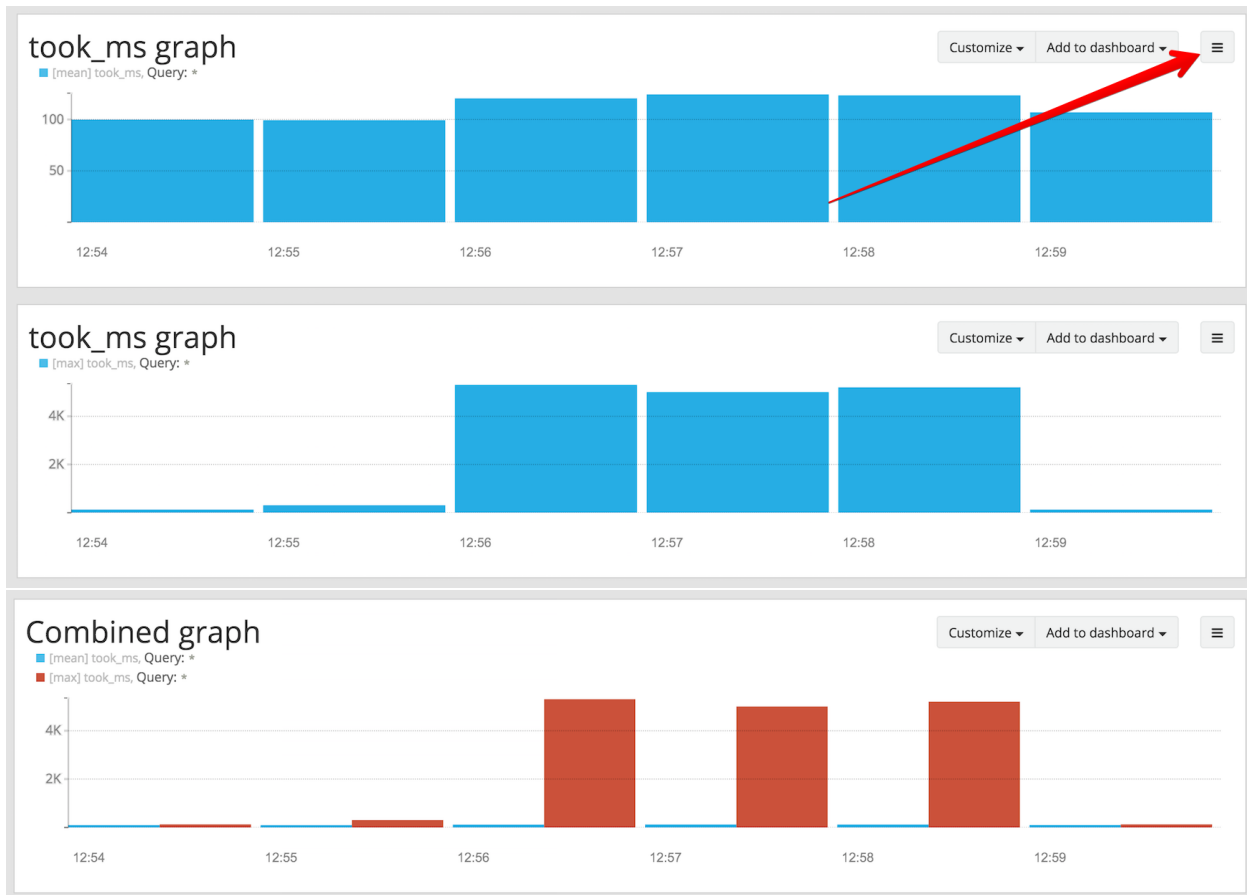 took_ms graph
Customize Add to dashboard
[mean] took_ms, Query: *
100
50
12:54 12:55 12:56 12:57 12:58 12:59
took_ms graph
Customize Add to dashboard
[max] took_ms, Query: *
4K
2K
12:54 12:55 12:56 12:57 12:58 12:59
Combined graph
Customize Add to dashboard
[mean] took_ms, Query: *
[max] took_ms, Query: *
4K
2K
12:54 12:55 12:56 12:57 12:58 12:59